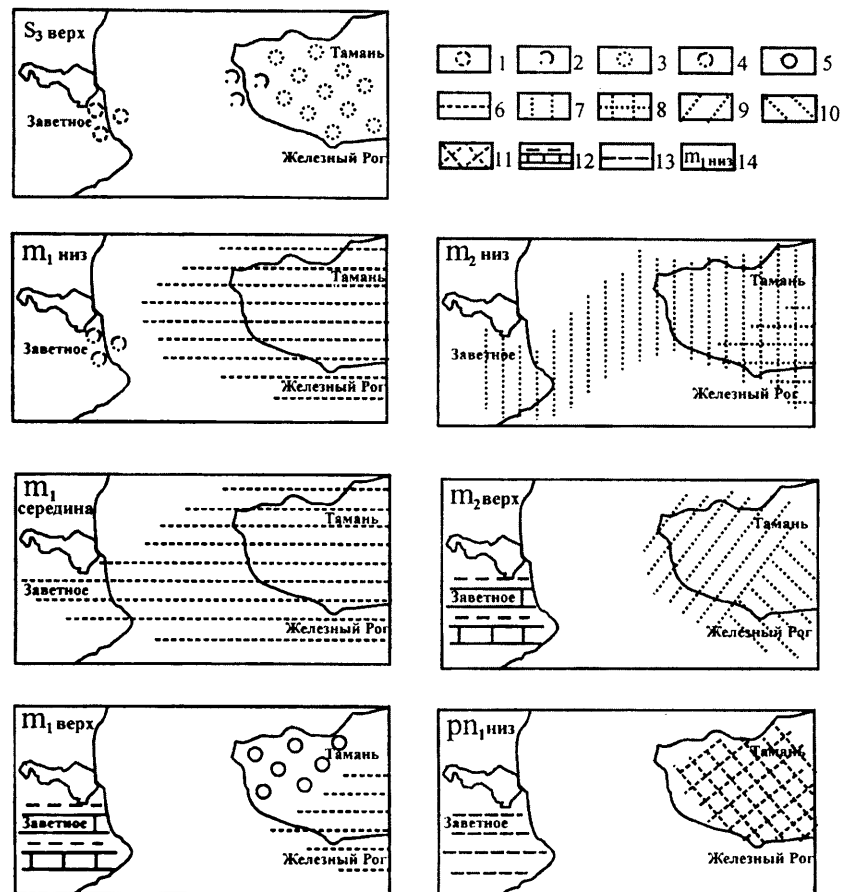 S₃ верх
Тамань
Заветное
Железный Рог
1
2
3
4
5
6
7
8
9
10
11
12
13
m₁низ 14
m₁ низ
Тамань
Заветное
Железный Рог
m₂ низ
Тамань
Заветное
Железный Рог
m₁
середина
Тамань
Заветное
Железный Рог
m₂ верх
Тамань
Заветное
Железный Рог
m₁ верх
Тамань
Заветное
Железный Рог
pn₁ низ
Тамань
Заветное
Железный Рог